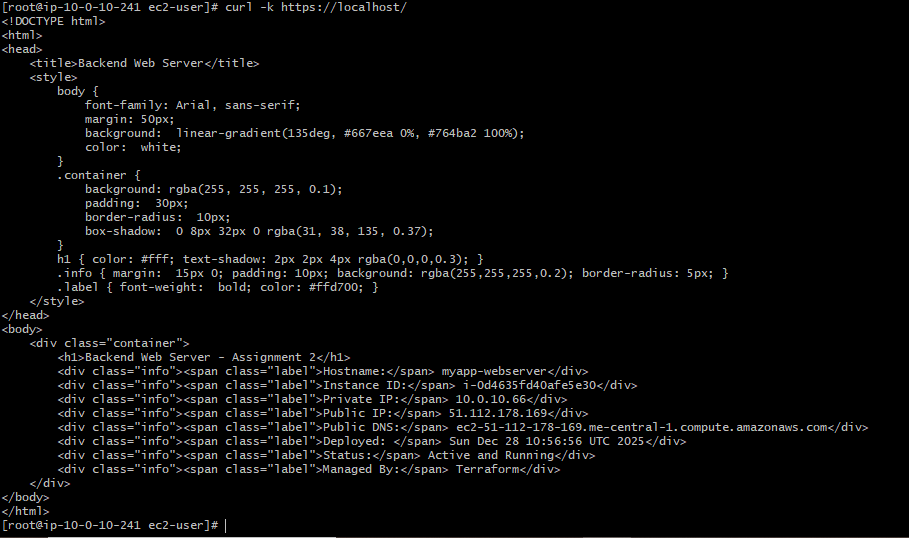 [root@ip-10-0-10-241 ec2-user]# curl -k https://localhost/
<!DOCTYPE html>
<html>
<head>
    <title>Backend Web Server</title>
    <style>
        body {
            font-family: Arial, sans-serif;
            margin: 50px;
            background:  linear-gradient(135deg, #667eea 0%, #764ba2 100%);
            color:  white;
        }
        .container {
            background: rgba(255, 255, 255, 0.1);
            padding:  30px;
            border-radius:  10px;
            box-shadow:  0 8px 32px 0 rgba(31, 38, 135, 0.37);
        }
        h1 { color: #fff; text-shadow: 2px 2px 4px rgba(0,0,0,0.3); }
        .info { margin:  15px 0; padding: 10px; background: rgba(255,255,255,0.2); border-radius: 5px; }
        .label { font-weight:  bold; color: #ffd700; }
    </style>
</head>
<body>
    <div class="container">
        <h1>Backend Web Server - Assignment 2</h1>
        <div class="info"><span class="label">Hostname:</span> myapp-webserver</div>
        <div class="info"><span class="label">Instance ID:</span> i-0d4635fd40afe5e30</div>
        <div class="info"><span class="label">Private IP:</span> 10.0.10.66</div>
        <div class="info"><span class="label">Public IP:</span> 51.112.178.169</div>
        <div class="info"><span class="label">Public DNS:</span> ec2-51-112-178-169.me-central-1.compute.amazonaws.com</div>
        <div class="info"><span class="label">Deployed: </span> Sun Dec 28 10:56:56 UTC 2025</div>
        <div class="info"><span class="label">Status:</span> Active and Running</div>
        <div class="info"><span class="label">Managed By:</span> Terraform</div>
    </div>
</body>
</html>
[root@ip-10-0-10-241 ec2-user]#